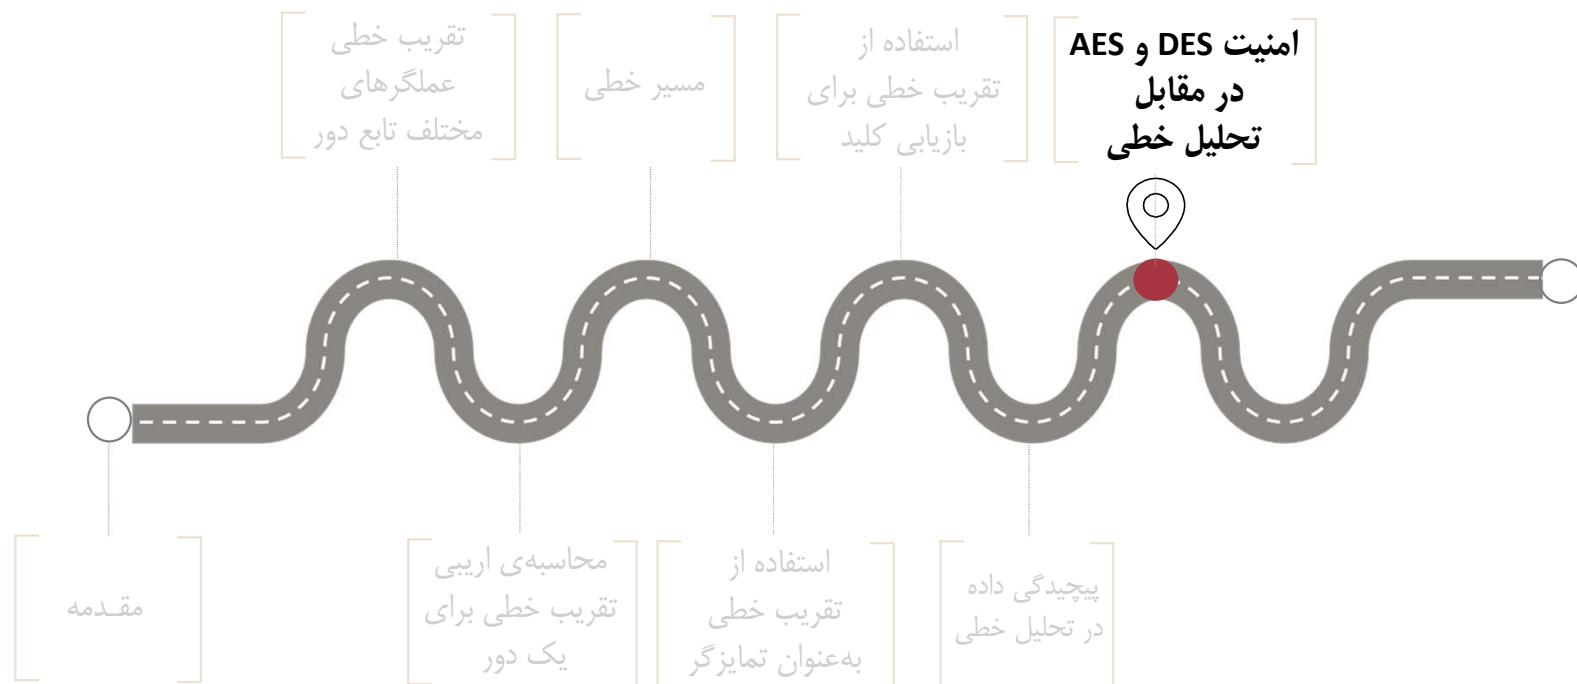 امنیت DES و AES
در مقابل
تحلیل خطی
استفاده از
تقریب خطی برای
بازیابی کلید
مسیر خطی
تقریب خطی
عملگرهای
مختلف تابع دور
پیچیدگی داده
در تحلیل خطی
استفاده از
تقریب خطی
به‌عنوان تمایزگر
محاسبه‌ی اریبی
تقریب خطی برای
یک دور
مقـدمه